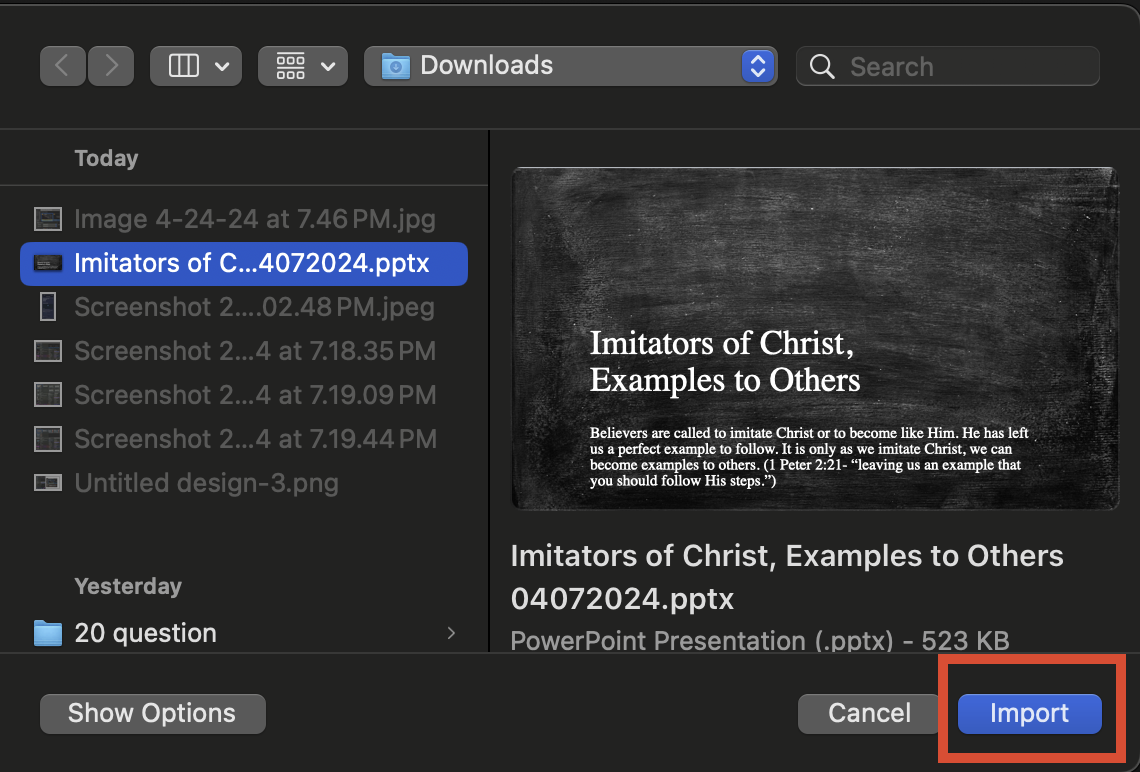 Downloads
Search
Today
Image 4-24-24 at 7.46 PM.jpg
Imitators of C...4072024.pptx
Screenshot 2....02.48 PM.jpeg
Screenshot 2...4 at 7.18.35 PM
Screenshot 2...4 at 7.19.09 PM
Screenshot 2...4 at 7.19.44 PM
Untitled design-3.png
Yesterday
20 question
Imitators of Christ,
Examples to Others
Believers are called to imitate Christ or to become like Him. He has left
us a perfect example to follow. It is only as we imitate Christ, we can
become examples to others. (1 Peter 2:21- “leaving us an example that
you should follow His steps.”)
Imitators of Christ, Examples to Others
04072024.pptx
PowerPoint Presentation (.pptx) - 523 KB
Show Options
Cancel
Import